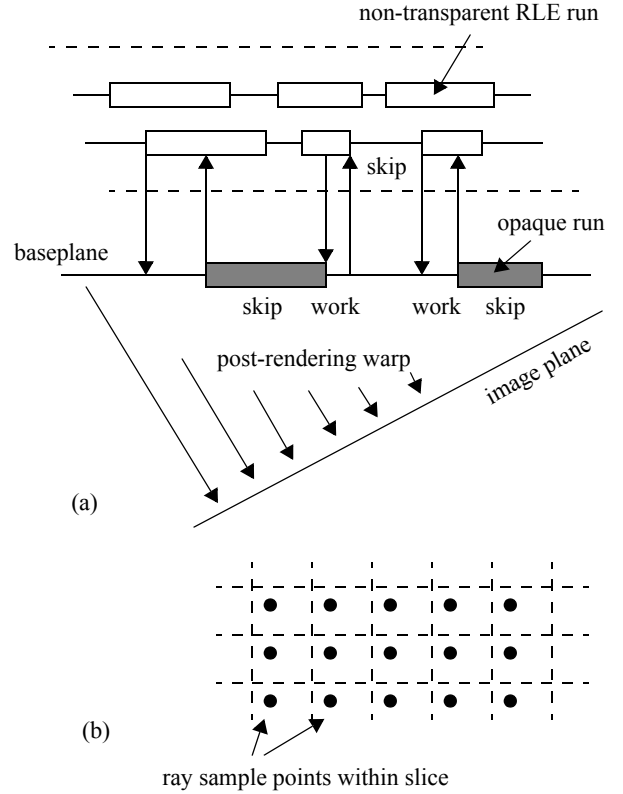 non-transparent RLE run
skip
opaque run
baseplane
skip work work skip
post-rendering warp
image plane
(a)
(b)
ray sample points within slice